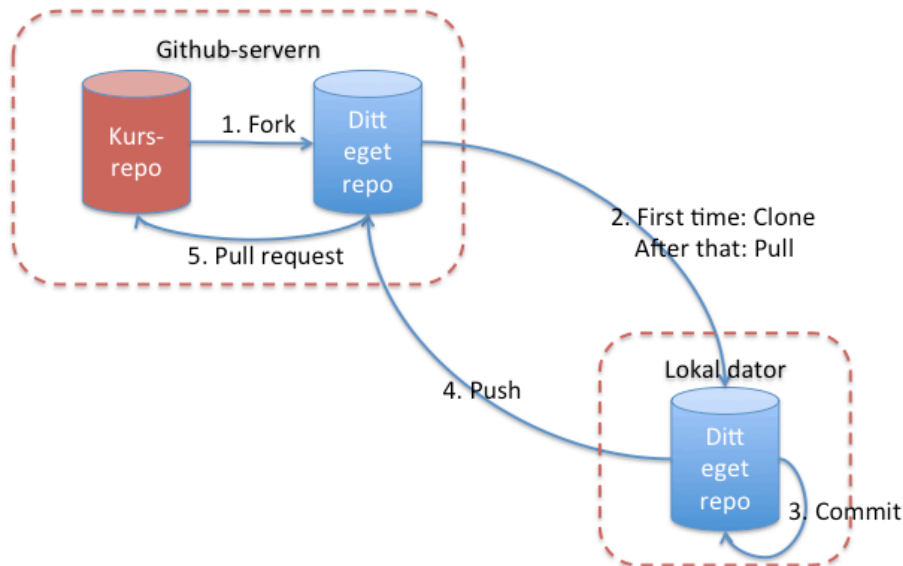 Github-servern
Kurs-
repo
1. Fork
Ditt
eget
repo
5. Pull request
2. First time: Clone
After that: Pull
4. Push
Lokal dator
Ditt
eget
repo
3. Commit